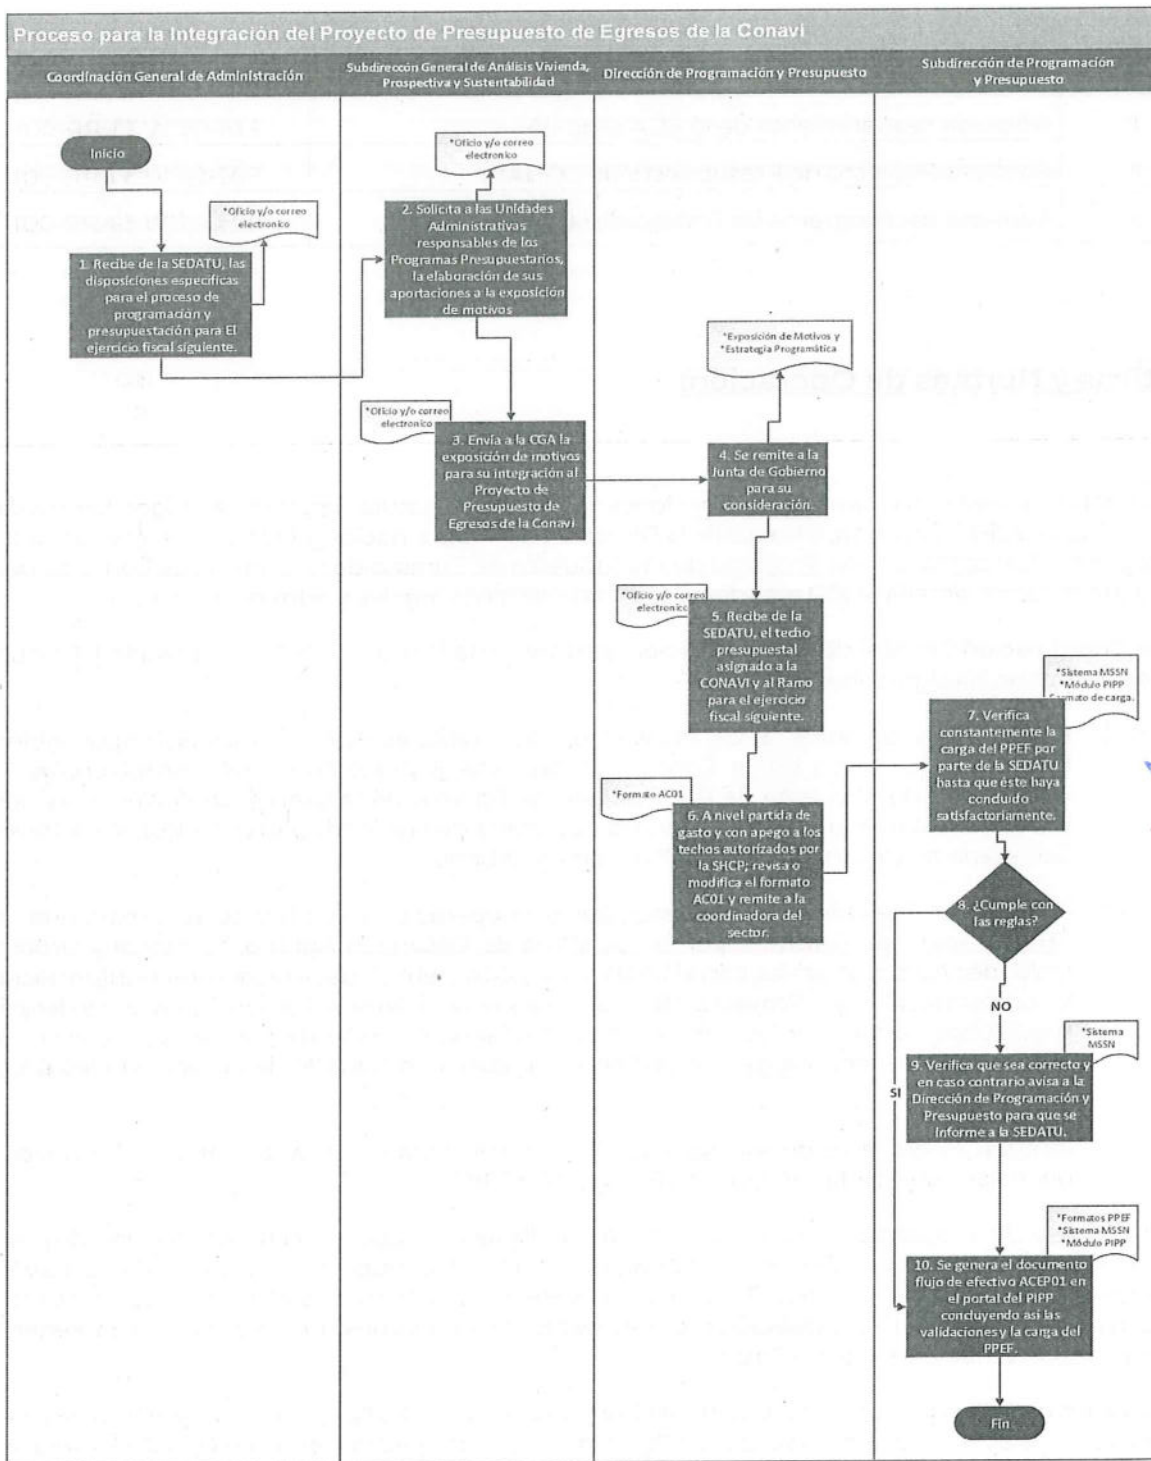 Proceso para la Integración del Proyecto de Presupuesto de Egresos de la Conavi
Coordinación General de Administración
Subdireccón General de Análisis Vivienda,
Prospectiva y Sustentabilidad
Dirección de Programación y Presupuesto
Subdirección de Programación
y Presupuesto
Inicio
*Oficio y/o correo
electronico
1. Recibe de la SEDATU, las
disposiciones especificas
para el proceso de
programación y
presupuestación para El
ejercicio fiscal siguiente.
*Oficio y/o correo
electronico
2. Solicita a las Unidades
Administrativas
responsables de los
Programas Presupuestarios,
la elaboración de sus
aportaciones a la exposición
de motivos
*Oficio y/o correo
electronico
3. Envía a la CGA la
exposición de motivos
para su integración al
Proyecto de
Presupuesto de
Egresos de la Conavi
*Exposición de Motivos y
*Estrategia Programática
4. Se remite a la
Junta de Gobierno
para su
consideración.
*Oficio y/o correo
electronico
5. Recibe de la
SEDATU, el techo
presupuestal
asignado a la
CONAVI y al Ramo
para el ejercicio
fiscal siguiente.
*Formato AC01
6. A nivel partida de
gasto y con apego a los
techos autorizados por
la SHCP; revisa o
modifica el formato
AC01 y remite a la
coordinadora del
sector.
*Sistema MSSN
*Módulo PIPP
Formato de carga.
7. Verifica
constantemente la
carga del PPEF por
parte de la SEDATU
hasta que éste haya
concluido
satisfactoriamente.
8. ¿Cumple con
las reglas?
NO
SI
*Sistema
MSSN
9. Verifica que sea correcto y
en caso contrario avisa a la
Dirección de Programación y
Presupuesto para que se
Informe a la SEDATU.
*Formatos PPEF
*Sistema MSSN
*Módulo PIPP
10. Se genera el documento
flujo de efectivo ACEP01 en
el portal del PIPP
concluyendo así las
validaciones y la carga del
PPEF.
Fin